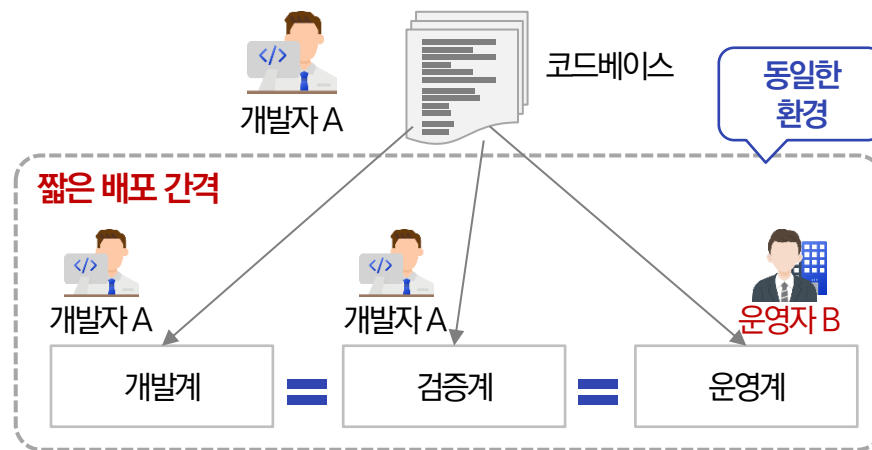 </>
개발자 A
코드베이스
동일한
환경
짧은 배포 간격
</>
개발자 A
</>
개발자 A
운영자 B
개발계
=
검증계
=
운영계